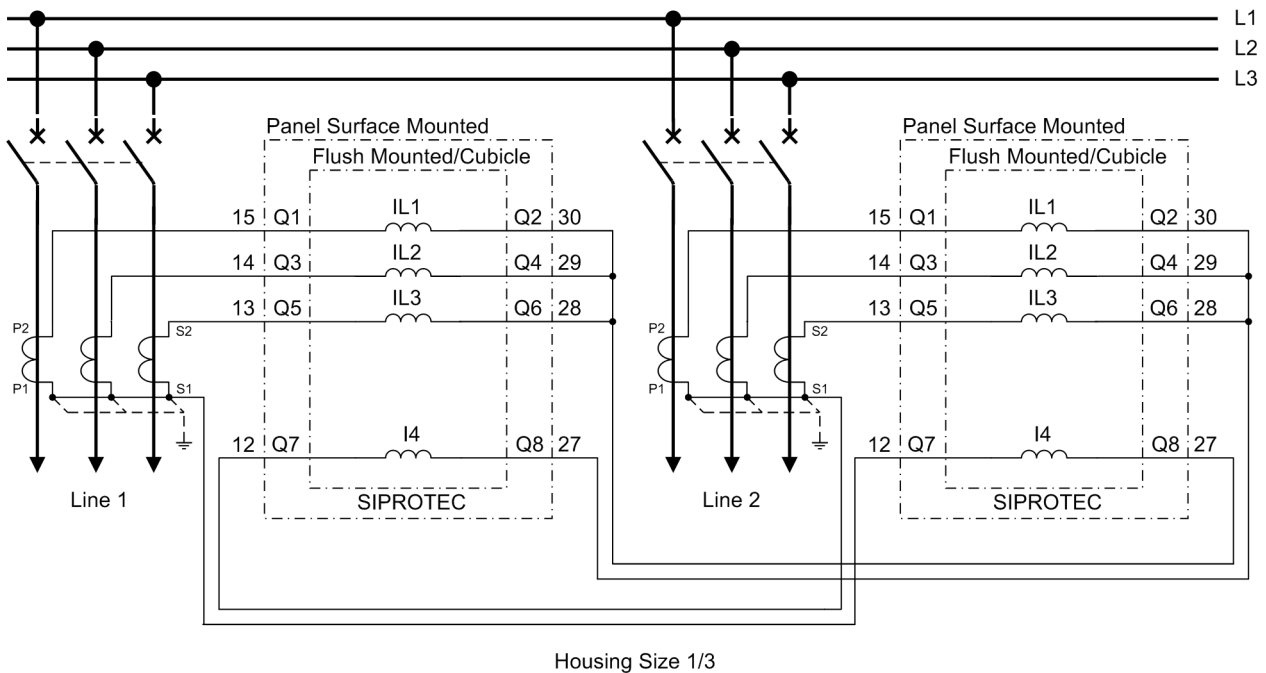 L1
L2
L3
Panel Surface Mounted
Panel Surface Mounted
Flush Mounted/Cubicle
Flush Mounted/Cubicle
15 Q1 IL1 Q2 30
15 Q1 IL1 Q2 30
14 Q3 IL2 Q4 29
14 Q3 IL2 Q4 29
13 Q5 IL3 Q6 28
13 Q5 IL3 Q6 28
P2 S2
P2 S2
P1 S1
P1 S1
12 Q7 I4 Q8 27
12 Q7 I4 Q8 27
Line 1
SIPROTEC
Line 2
SIPROTEC
Housing Size 1/3